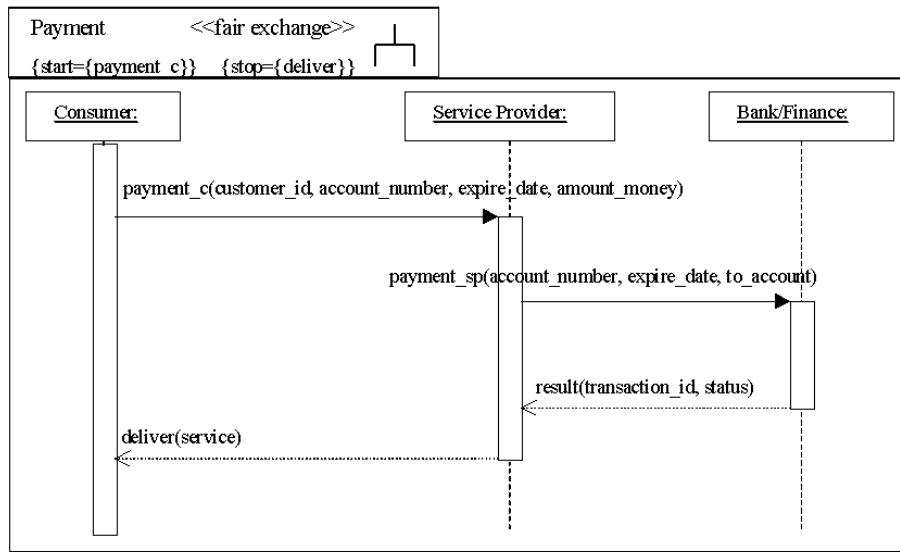 Payment <<fair exchange>>
{start={payment_c}} {stop={deliver}}
Consumer: Service Provider: Bank/Finance:
payment_c(customer_id, account_number, expire_date, amount_money)
payment_sp(account_number, expire_date, to_account)
result(transaction_id, status)
deliver(service)